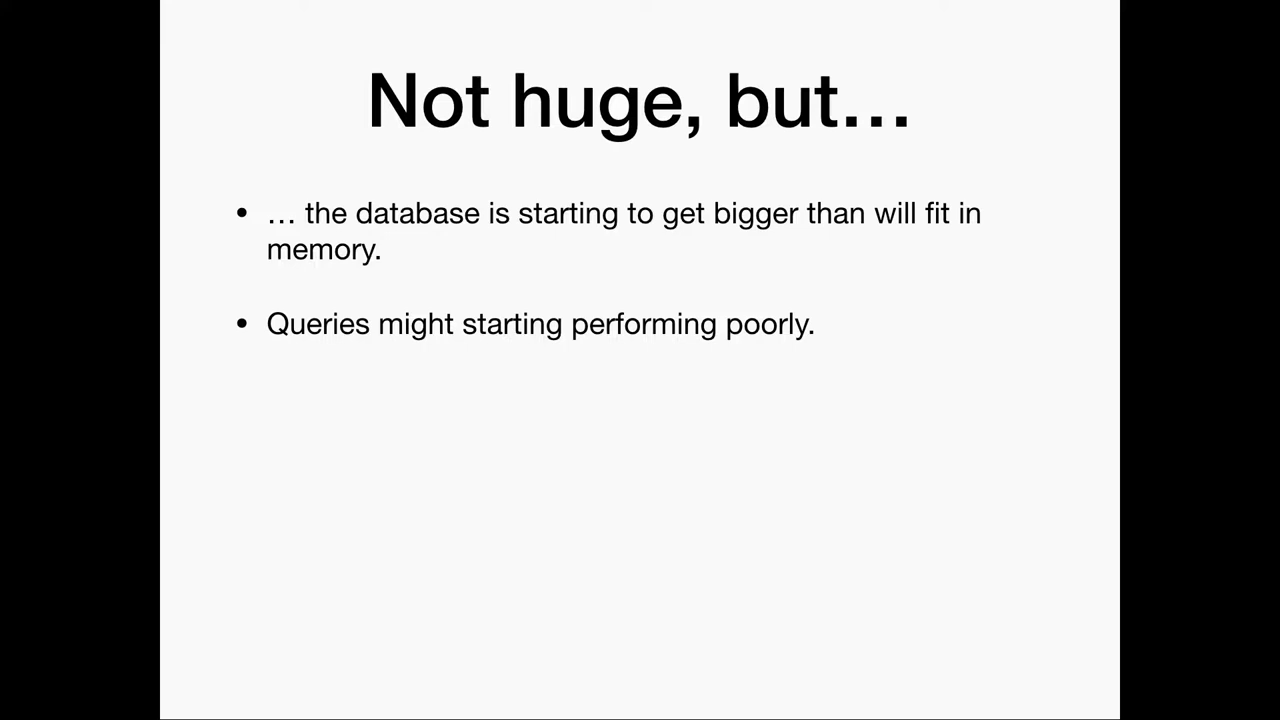 Not huge, but…
• … the database is starting to get bigger than will fit in
memory.
• Queries might starting performing poorly.